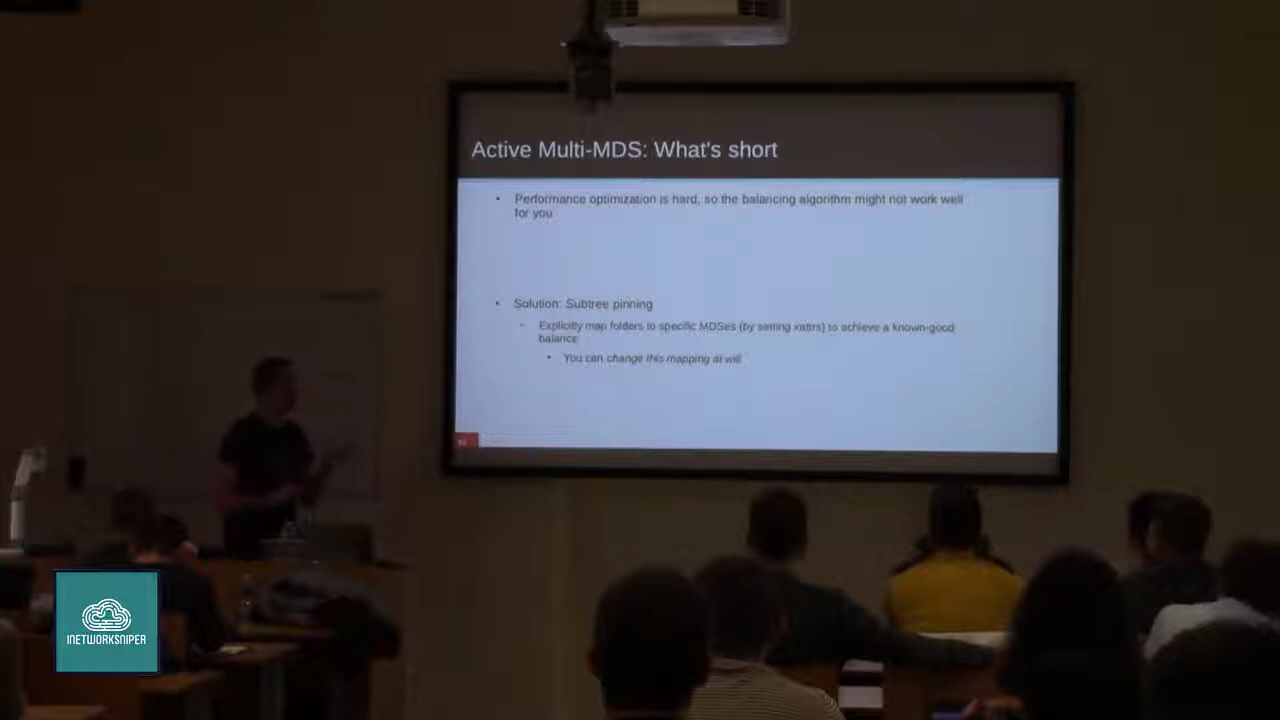 Active Multi-MDS: What's short
• Performance optimization is hard, so the balancing algorithm might not work well
for you
• Solution: Subtree pinning
– Explicitly map folders to specific MDSes (by setting xattrs) to achieve a known-good
balance
• You can change this mapping at will
INETWORKSNIPER